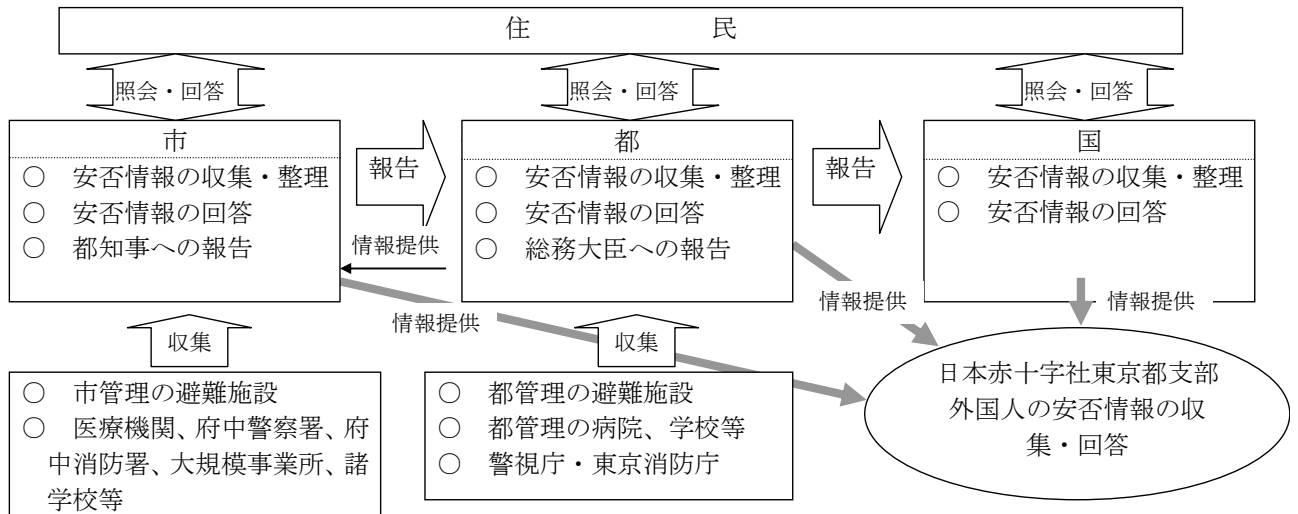 住　民
照会・回答
照会・回答
照会・回答
市
○ 安否情報の収集・整理
○ 安否情報の回答
○ 都知事への報告
報告
情報提供
都
○ 安否情報の収集・整理
○ 安否情報の回答
○ 総務大臣への報告
報告
国
○ 安否情報の収集・整理
○ 安否情報の回答
情報提供
情報提供
情報提供
収集
収集
○ 市管理の避難施設
○ 医療機関、府中警察署、府
中消防署、大規模事業所、諸
学校等
○ 都管理の避難施設
○ 都管理の病院、学校等
○ 警視庁・東京消防庁
日本赤十字社東京都支部
外国人の安否情報の収
集・回答